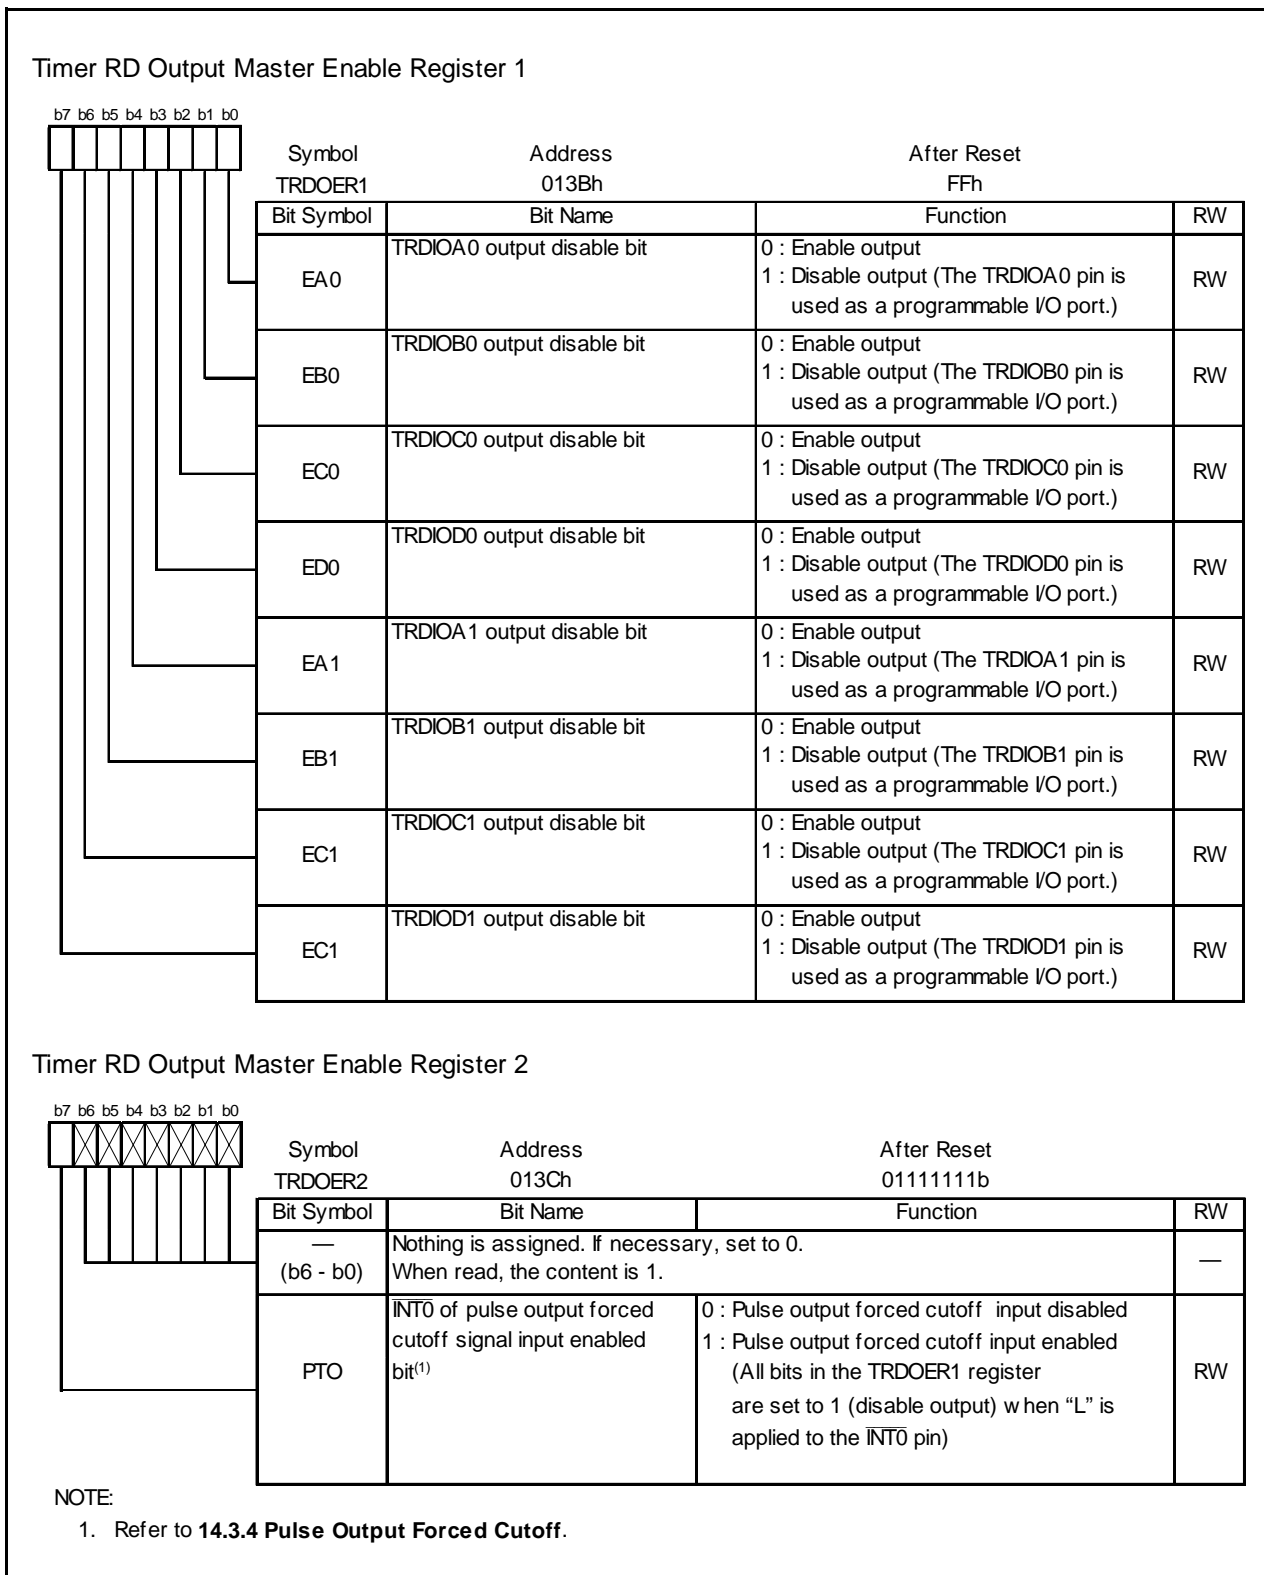 Timer RD Output Master Enable Register 1
b7 b6 b5 b4 b3 b2 b1 b0
Symbol Address After Reset
TRDOER1 013Bh FFh
Bit Symbol Bit Name Function RW
EA0 TRDIOA0 output disable bit 0 : Enable output
1 : Disable output (The TRDIOA0 pin is
used as a programmable I/O port.) RW
EB0 TRDIOB0 output disable bit 0 : Enable output
1 : Disable output (The TRDIOB0 pin is
used as a programmable I/O port.) RW
EC0 TRDIOC0 output disable bit 0 : Enable output
1 : Disable output (The TRDIOC0 pin is
used as a programmable I/O port.) RW
ED0 TRDIOD0 output disable bit 0 : Enable output
1 : Disable output (The TRDIOD0 pin is
used as a programmable I/O port.) RW
EA1 TRDIOA1 output disable bit 0 : Enable output
1 : Disable output (The TRDIOA1 pin is
used as a programmable I/O port.) RW
EB1 TRDIOB1 output disable bit 0 : Enable output
1 : Disable output (The TRDIOB1 pin is
used as a programmable I/O port.) RW
EC1 TRDIOC1 output disable bit 0 : Enable output
1 : Disable output (The TRDIOC1 pin is
used as a programmable I/O port.) RW
EC1 TRDIOD1 output disable bit 0 : Enable output
1 : Disable output (The TRDIOD1 pin is
used as a programmable I/O port.) RW
Timer RD Output Master Enable Register 2
b7 b6 b5 b4 b3 b2 b1 b0
Symbol Address After Reset
TRDOER2 013Ch 01111111b
Bit Symbol Bit Name Function RW
— Nothing is assigned. If necessary, set to 0.
(b6 - b0) When read, the content is 1. —
I̅N̅T̅0̅ of pulse output forced 0 : Pulse output forced cutoff input disabled
cutoff signal input enabled 1 : Pulse output forced cutoff input enabled
PTO bit(1) (All bits in the TRDOER1 register RW
are set to 1 (disable output) when “L” is
applied to the I̅N̅T̅0̅ pin)
NOTE:
1. Refer to 14.3.4 Pulse Output Forced Cutoff.